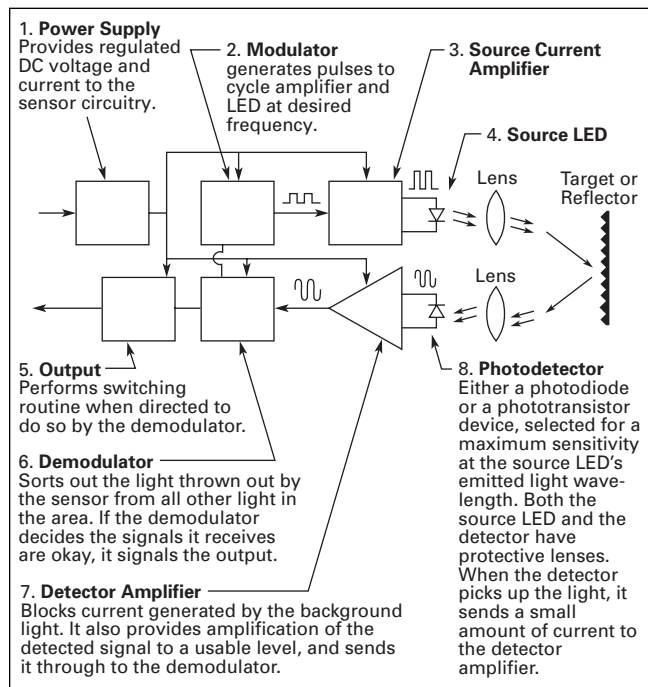 1. Power Supply
Provides regulated
DC voltage and
current to the
sensor circuitry.
2. Modulator
generates pulses to
cycle amplifier and
LED at desired
frequency.
3. Source Current
Amplifier
4. Source LED
Lens
Target or
Reflector
Lens
5. Output
Performs switching
routine when directed to
do so by the demodulator.
6. Demodulator
Sorts out the light thrown out by
the sensor from all other light in
the area. If the demodulator
decides the signals it receives
are okay, it signals the output.
7. Detector Amplifier
Blocks current generated by the background
light. It also provides amplification of the
detected signal to a usable level, and sends
it through to the demodulator.
8. Photodetector
Either a photodiode
or a phototransistor
device, selected for a
maximum sensitivity
at the source LED's
emitted light wave-
length. Both the
source LED and the
detector have
protective lenses.
When the detector
picks up the light, it
sends a small
amount of current to
the detector
amplifier.